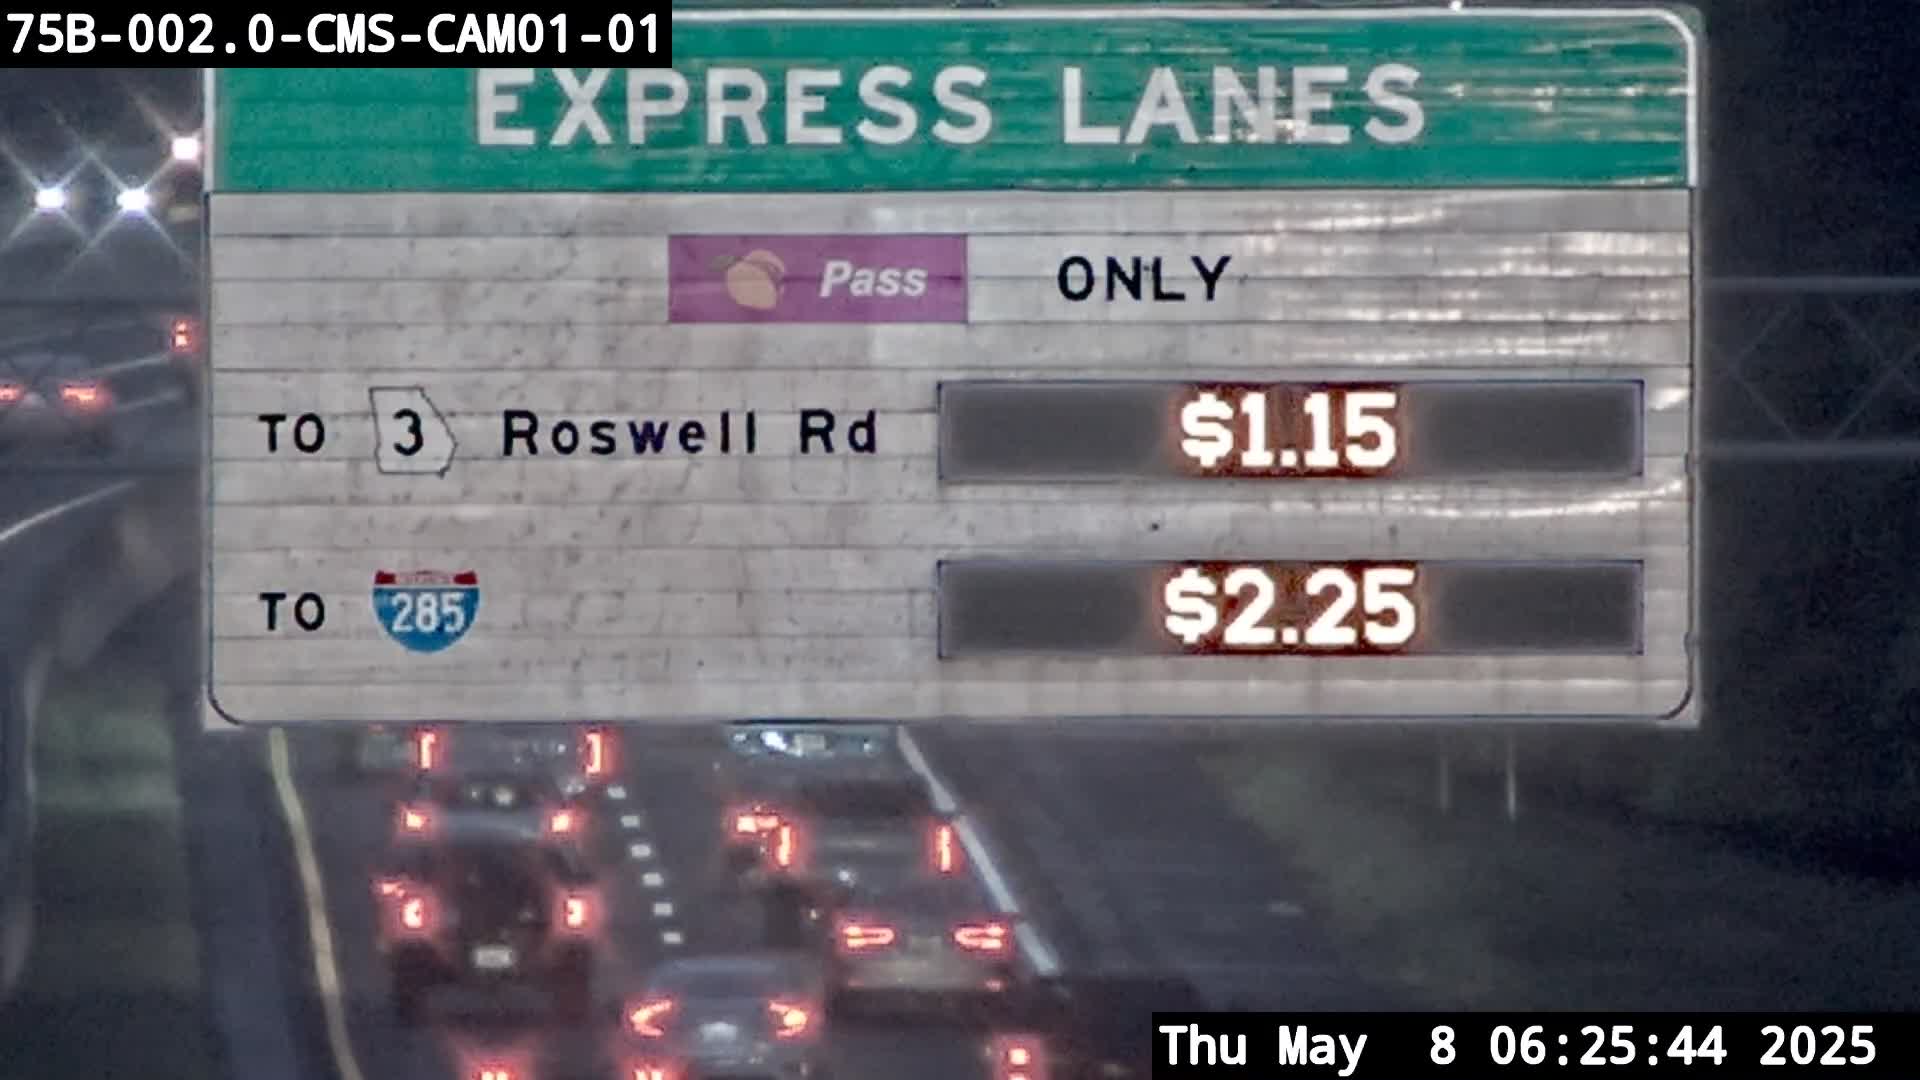 75B-002.0-CMS-CAM01-01
EXPRESS LANES
Pass ONLY
TO 3 Roswell Rd $1.15
TO 285 $2.25
Thu May 8 06:25:44 2025